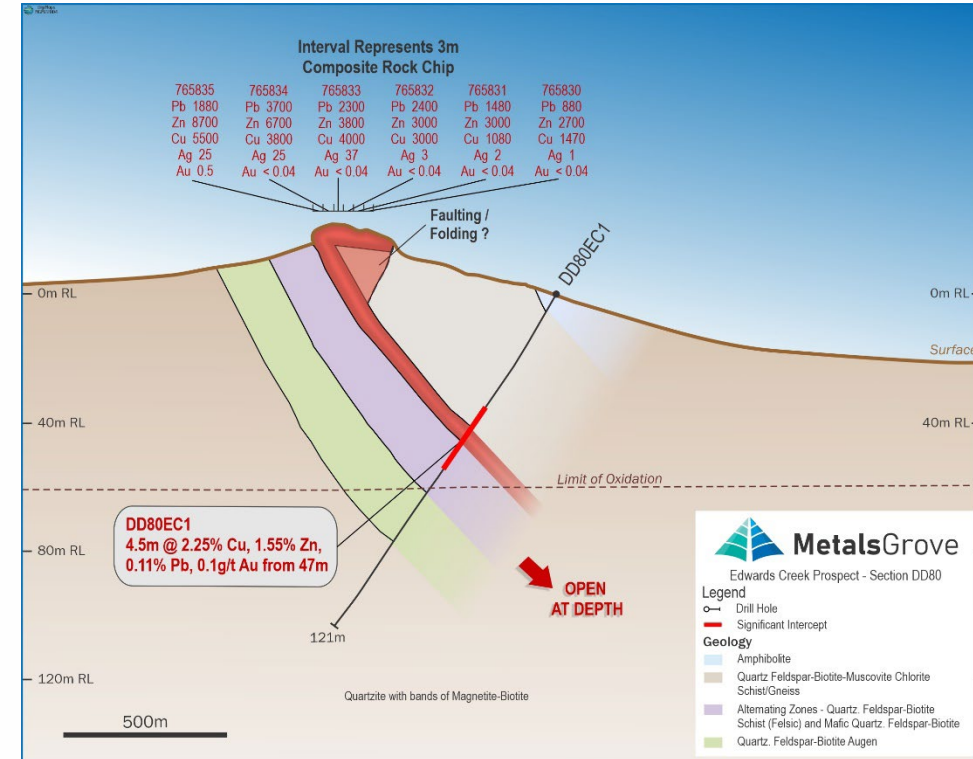 Interval Represents 3m
Composite Rock Chip
765835 765834 765833 765832 765831 765830
Pb 1880 Pb 3700 Pb 2300 Pb 2400 Pb 1480 Pb 880
Zn 8700 Zn 6700 Zn 3800 Zn 3000 Zn 3000 Zn 2700
Cu 5500 Cu 3800 Cu 4000 Cu 3000 Cu 1080 Cu 1470
Ag 25 Ag 25 Ag 37 Ag 3 Ag 2 Ag 1
Au 0.5 Au < 0.04 Au < 0.04 Au < 0.04 Au < 0.04 Au < 0.04
Faulting /
Folding ?
DD80EC1
0m RL
0m RL
Surface
40m RL
40m RL
Limit of Oxidation
DD80EC1
4.5m @ 2.25% Cu, 1.55% Zn,
0.11% Pb, 0.1g/t Au from 47m
80m RL
OPEN
AT DEPTH
121m
120m RL
Quartzite with bands of Magnetite-Biotite
500m
MetalsGrove
Edwards Creek Prospect - Section DD80
Legend
Drill Hole
Significant Intercept
Geology
Amphibolite
Quartz Feldspar-Biotite-Muscovite Chlorite
Schist/Gneiss
Alternating Zones - Quartz. Feldspar-Biotite
Schist (Felsic) and Mafic Quartz. Feldspar-Biotite
Quartz. Feldspar-Biotite Augen